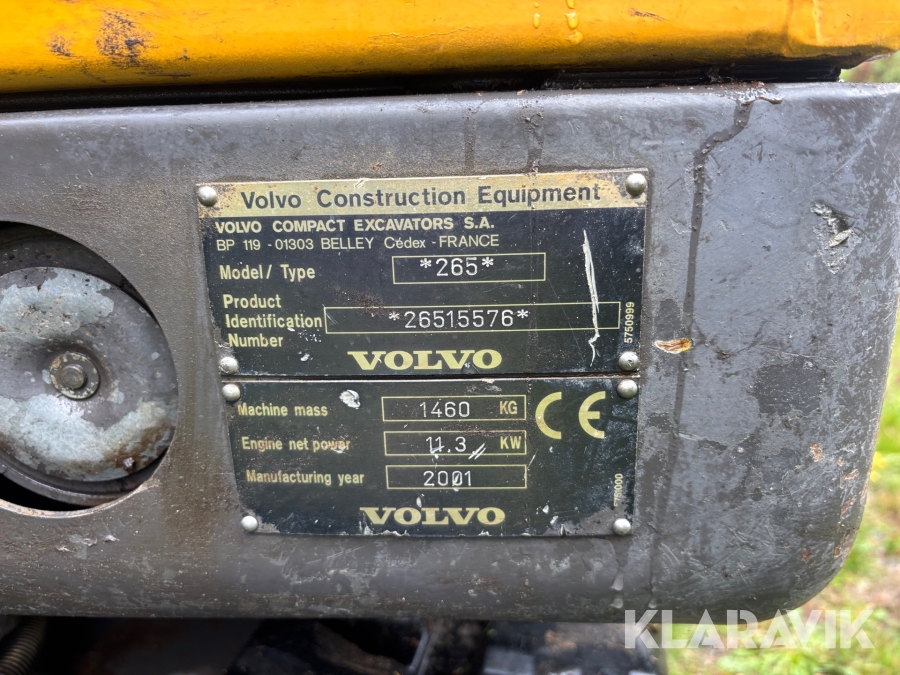 Volvo Construction Equipment
VOLVO COMPACT EXCAVATORS S.A.
BP 119 - 01303 BELLEY Cédex - FRANCE
Model / Type *265*
Product
Identification *26515576*
Number
5750999
VOLVO
Machine mass 1460 KG
CE
Engine net power 11.3 KW
Manufacturing year 2001
VOLVO
KLARAVIK